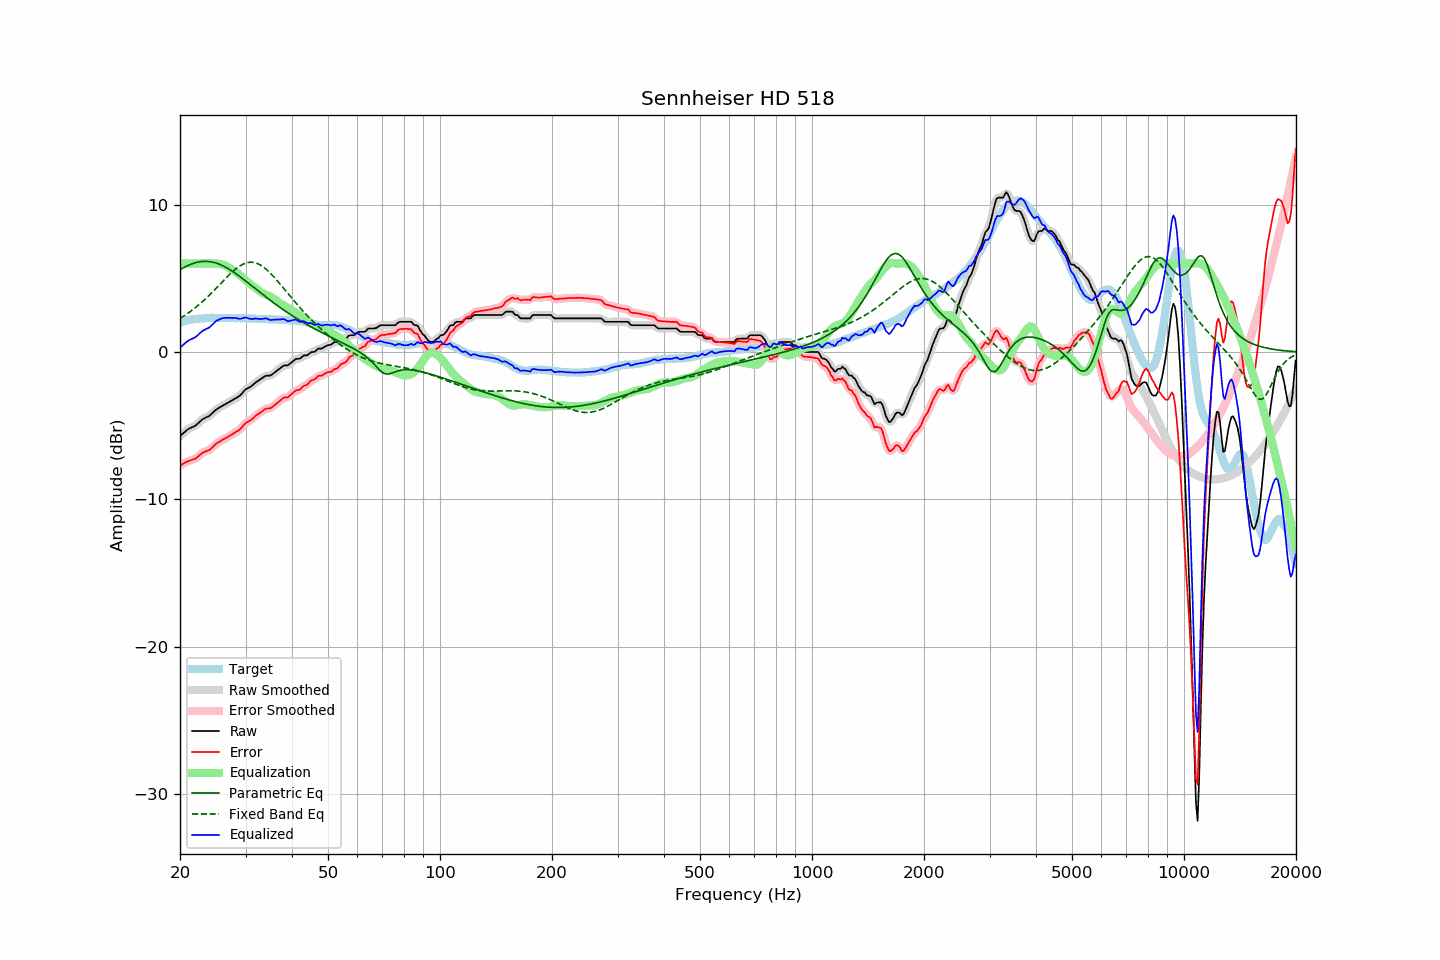 Sennheiser HD 518
Amplitude (dBr)
10
0
−10
−20
−30
Target
Raw Smoothed
Error Smoothed
Raw
Error
Equalization
Parametric Eq
Fixed Band Eq
Equalized
20 50 100 200 500 1000 2000 5000 10000 20000
Frequency (Hz)